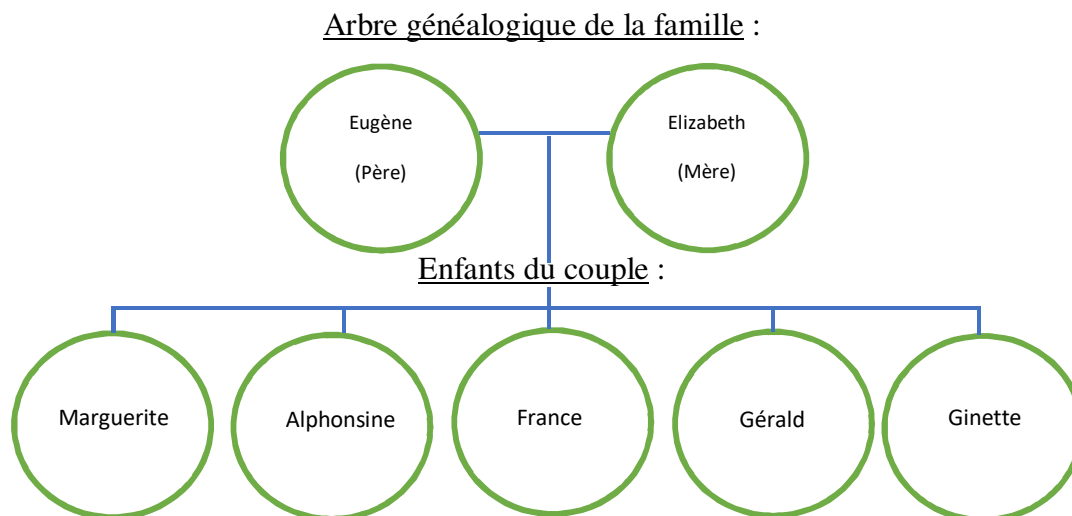 Arbre généalogique de la famille :
Eugène
(Père)
Elizabeth
(Mère)
Enfants du couple :
Marguerite
Alphonsine
France
Gérald
Ginette